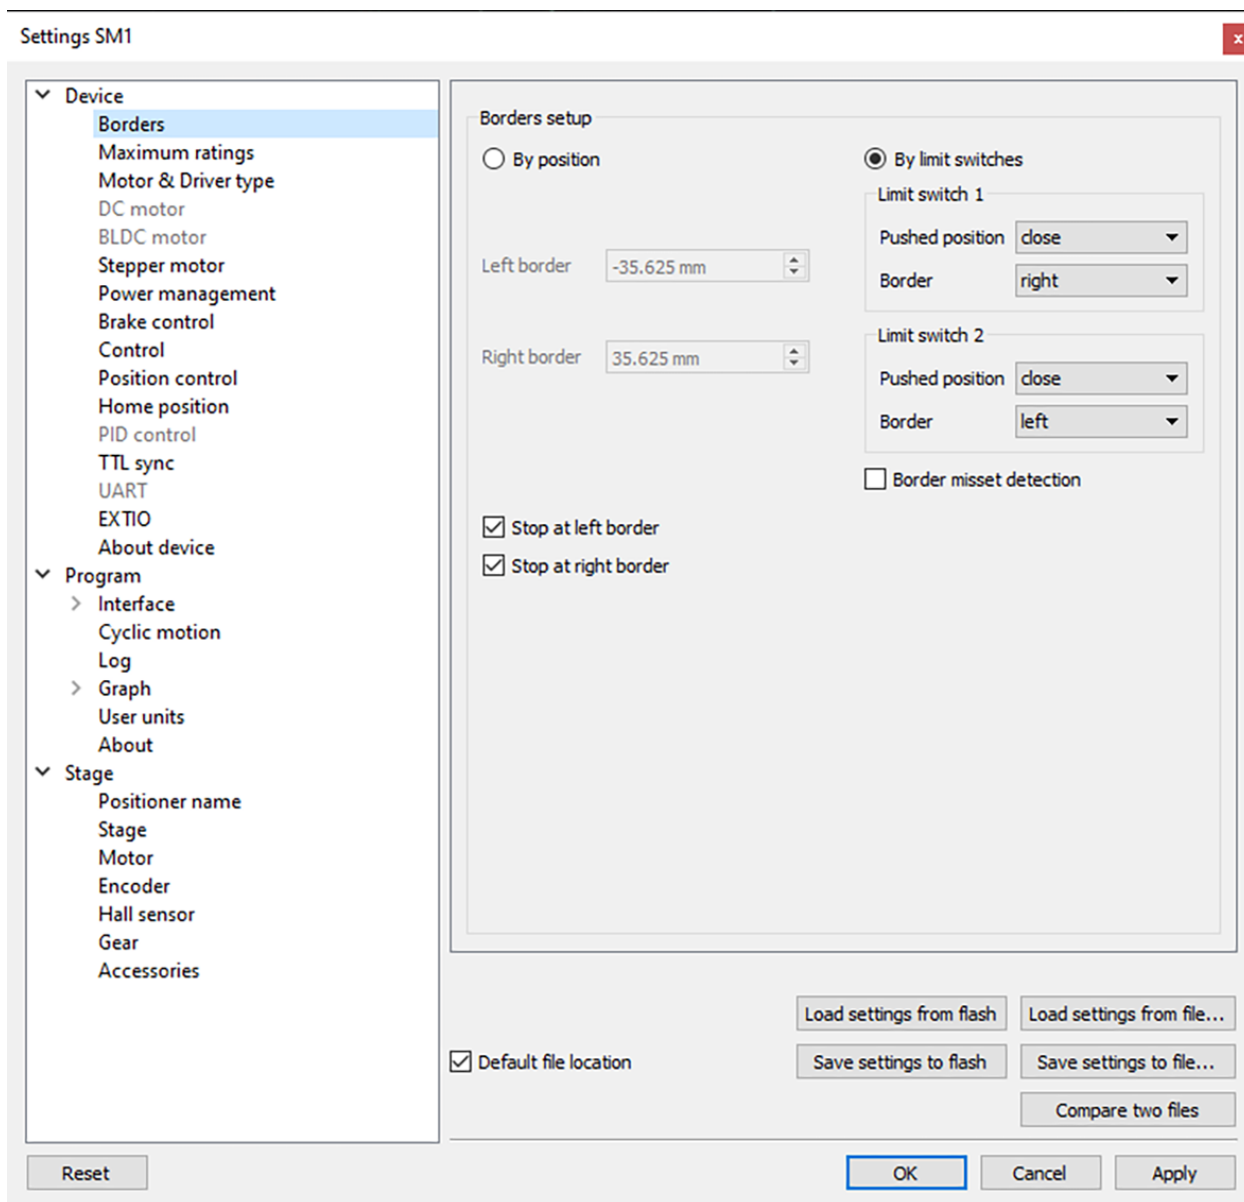 Settings SM1
x
Device
Borders
Maximum ratings
Motor & Driver type
DC motor
BLDC motor
Stepper motor
Power management
Brake control
Control
Position control
Home position
PID control
TTL sync
UART
EXTIO
About device
Program
Interface
Cyclic motion
Log
Graph
User units
About
Stage
Positioner name
Stage
Motor
Encoder
Hall sensor
Gear
Accessories
Borders setup
By position
Left border -35.625 mm
Right border 35.625 mm
By limit switches
Limit switch 1
Pushed position close
Border right
Limit switch 2
Pushed position close
Border left
Border misset detection
Stop at left border
Stop at right border
Load settings from flash Load settings from file...
Default file location Save settings to flash Save settings to file...
Compare two files
Reset OK Cancel Apply